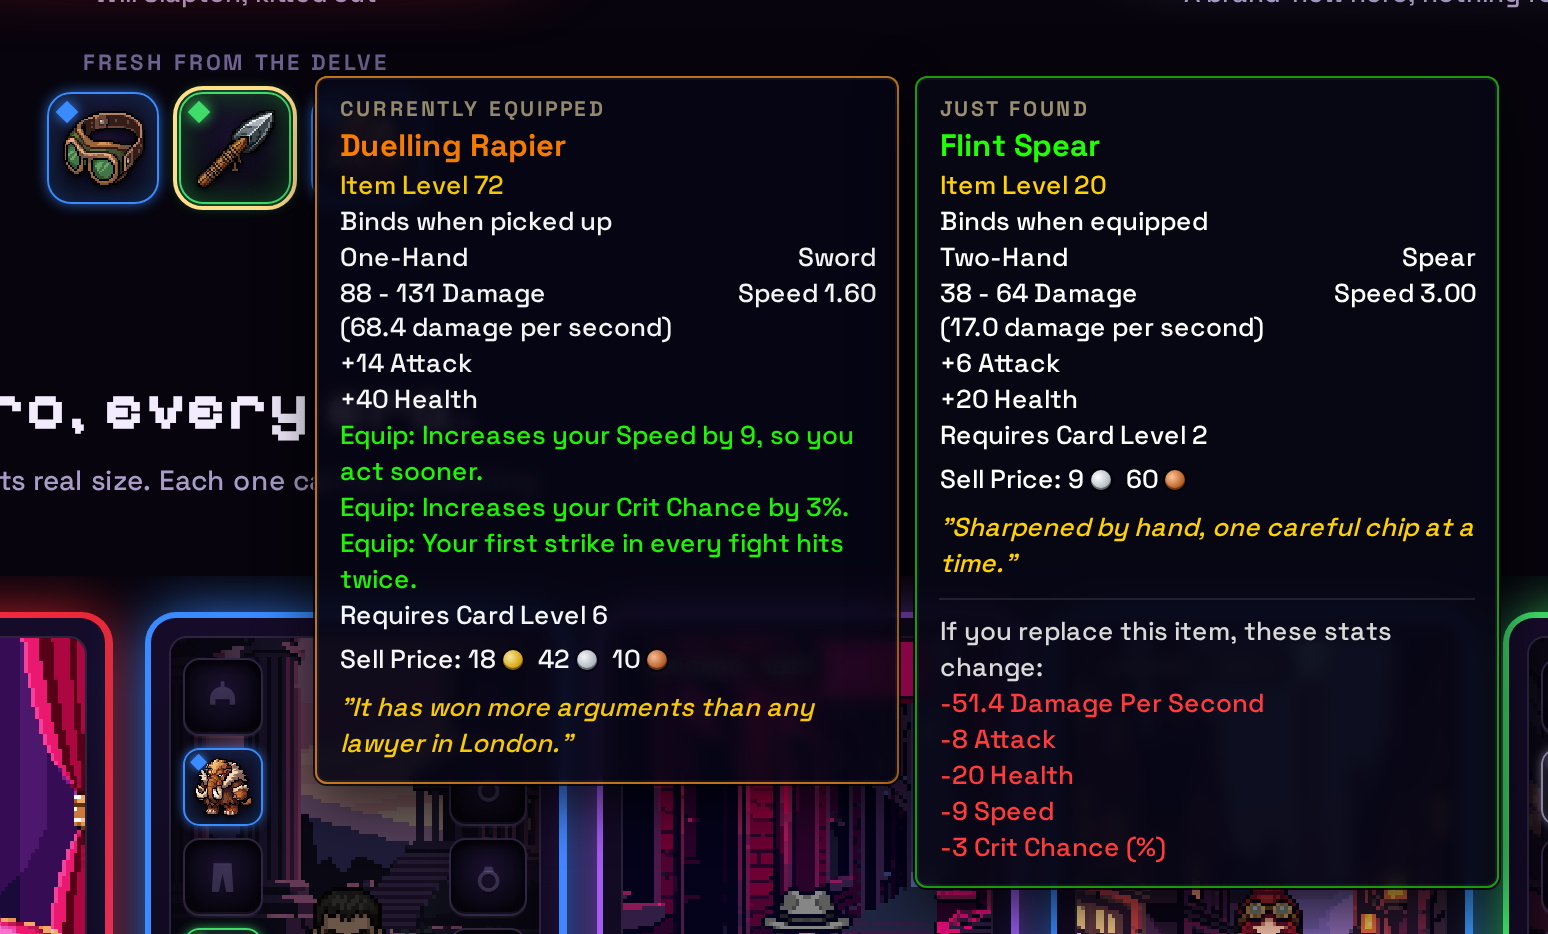 FRESH FROM THE DELVE
CURRENTLY EQUIPPED
Duelling Rapier
Item Level 72
Binds when picked up
One-Hand Sword
88 - 131 Damage Speed 1.60
(68.4 damage per second)
+14 Attack
+40 Health
Equip: Increases your Speed by 9, so you
act sooner.
Equip: Increases your Crit Chance by 3%.
Equip: Your first strike in every fight hits
twice.
Requires Card Level 6
Sell Price: 18 42 10
"It has won more arguments than any
lawyer in London."
JUST FOUND
Flint Spear
Item Level 20
Binds when equipped
Two-Hand Spear
38 - 64 Damage Speed 3.00
(17.0 damage per second)
+6 Attack
+20 Health
Requires Card Level 2
Sell Price: 9 60
"Sharpened by hand, one careful chip at a
time."
If you replace this item, these stats
change:
-51.4 Damage Per Second
-8 Attack
-20 Health
-9 Speed
-3 Crit Chance (%)
ro, every
ts real size. Each one ca